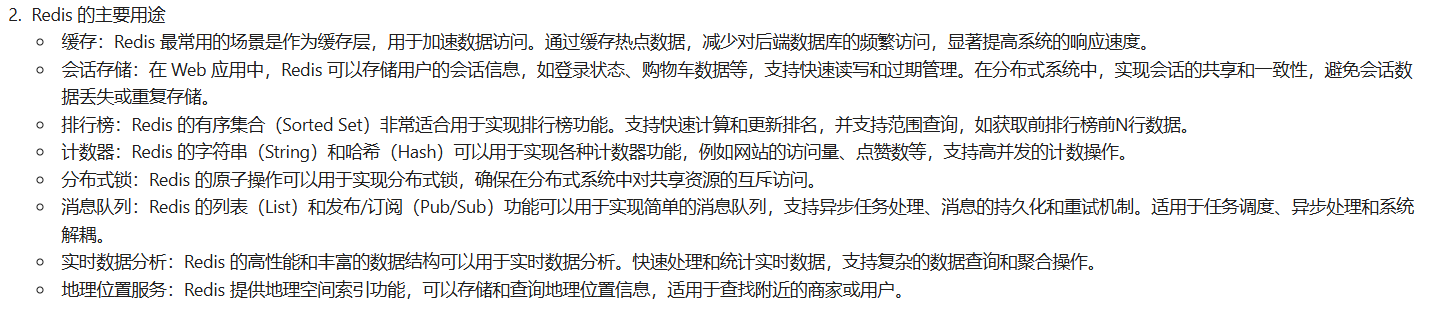 2. Redis 的主要用途
○ 缓存：Redis 最常用的场景是作为缓存层，用于加速数据访问。通过缓存热点数据，减少对后端数据库的频繁访问，显著提高系统的响应速度。
○ 会话存储：在 Web 应用中，Redis 可以存储用户的会话信息，如登录状态、购物车数据等，支持快速读写和过期管理。在分布式系统中，实现会话的共享和一致性，避免会话数
据丢失或重复存储。
○ 排行榜：Redis 的有序集合（Sorted Set）非常适合用于实现排行榜功能。支持快速计算和更新排名，并支持范围查询，如获取前排行榜前N行数据。
○ 计数器：Redis 的字符串（String）和哈希（Hash）可以用于实现各种计数器功能，例如网站的访问量、点赞数等，支持高并发的计数操作。
○ 分布式锁：Redis 的原子操作可以用于实现分布式锁，确保在分布式系统中对共享资源的互斥访问。
○ 消息队列：Redis 的列表（List）和发布/订阅（Pub/Sub）功能可以用于实现简单的消息队列，支持异步任务处理、消息的持久化和重试机制。适用于任务调度、异步处理和系统
解耦。
○ 实时数据分析：Redis 的高性能和丰富的数据结构可以用于实时数据分析。快速处理和统计实时数据，支持复杂的数据查询和聚合操作。
○ 地理位置服务：Redis 提供地理空间索引功能，可以存储和查询地理位置信息，适用于查找附近的商家或用户。